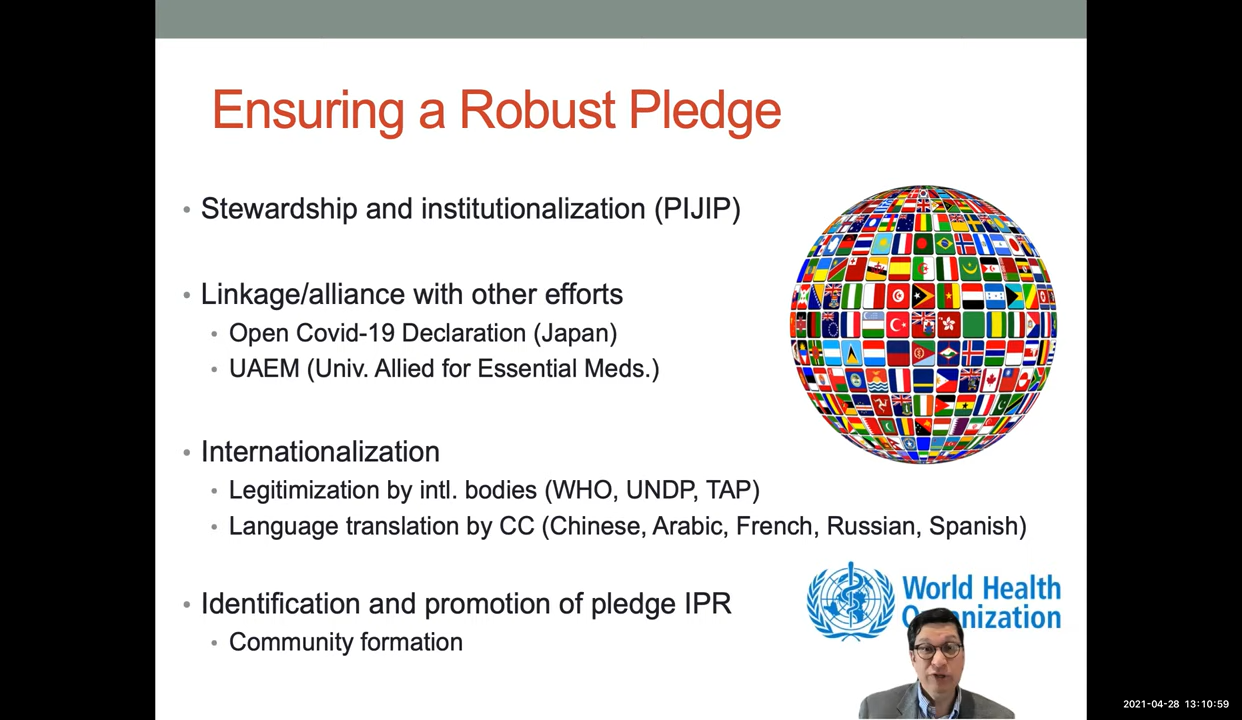 Ensuring a Robust Pledge
• Stewardship and institutionalization (PIJIP)
• Linkage/alliance with other efforts
• Open Covid-19 Declaration (Japan)
• UAEM (Univ. Allied for Essential Meds.)
• Internationalization
• Legitimization by intl. bodies (WHO, UNDP, TAP)
• Language translation by CC (Chinese, Arabic, French, Russian, Spanish)
• Identification and promotion of pledge IPR
• Community formation
World Health
2021-04-28 13:10:59